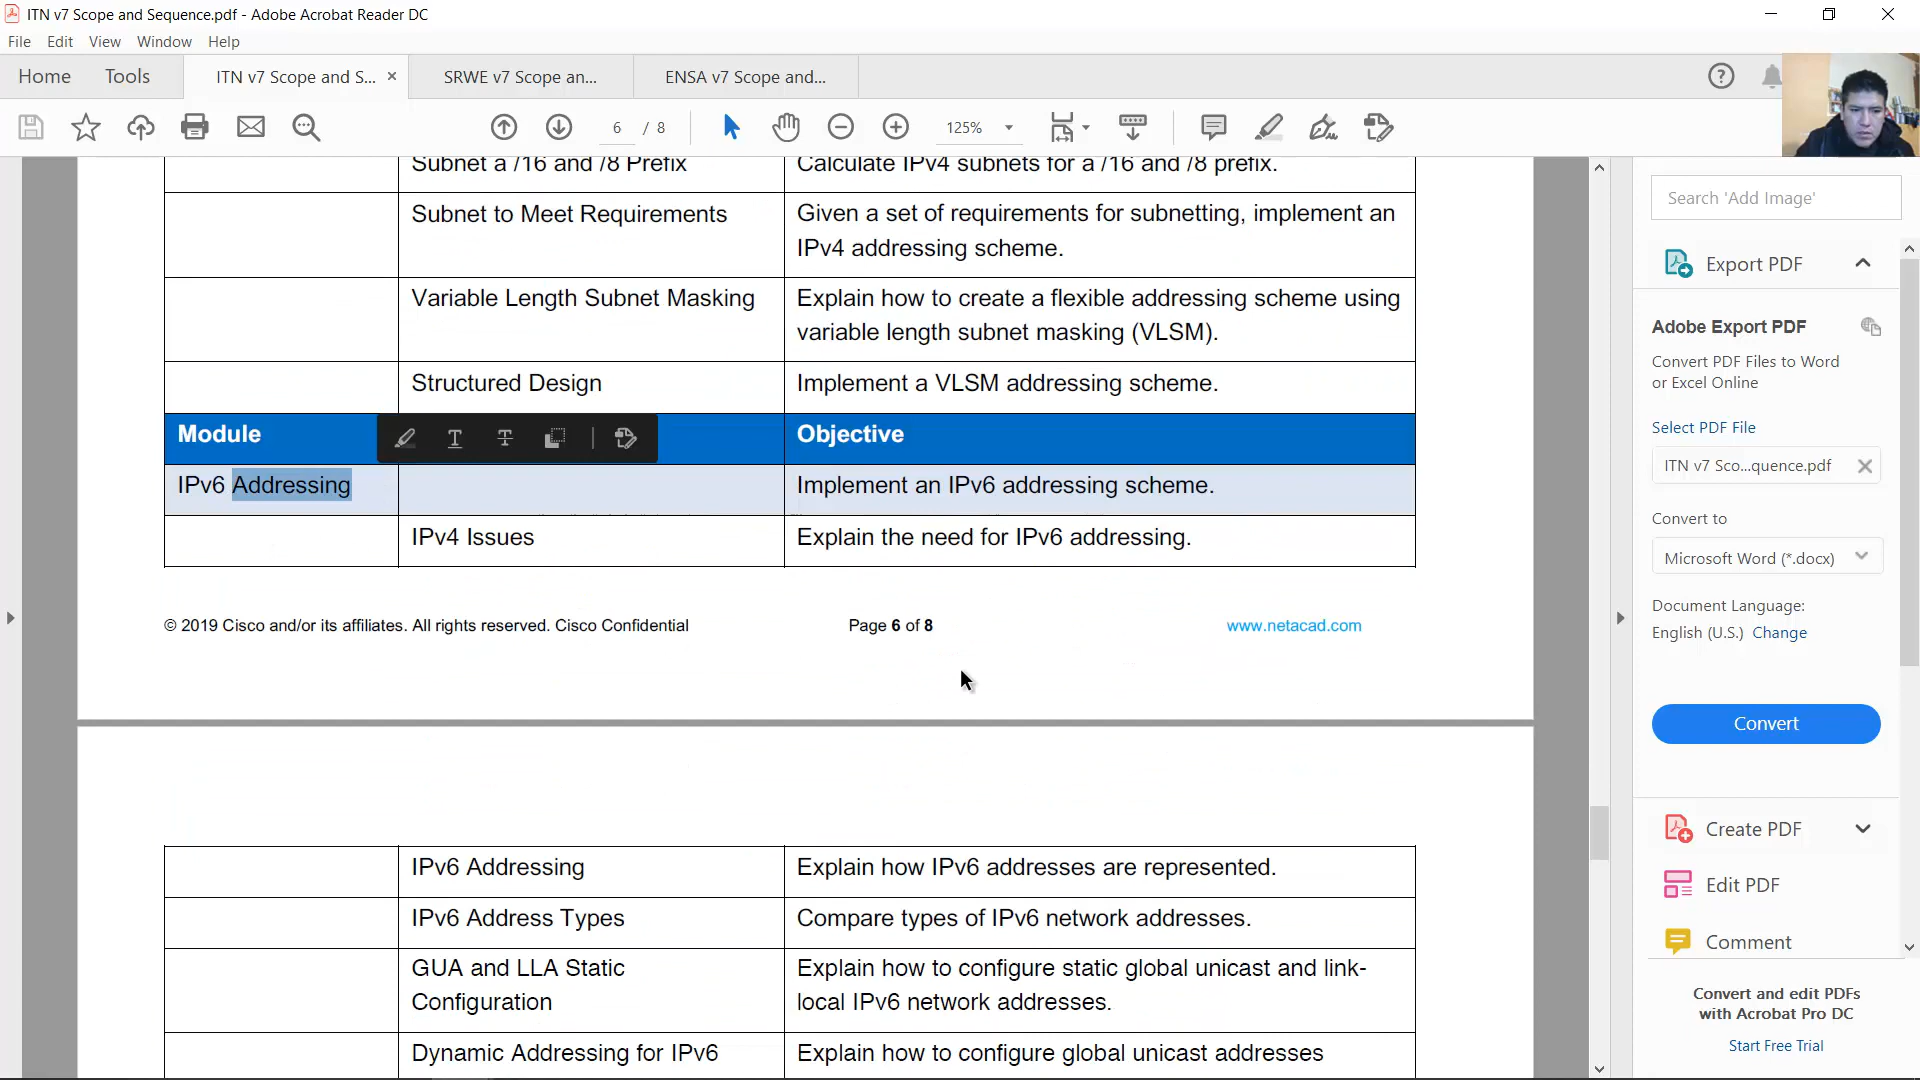 ITN v7 Scope and Sequence.pdf - Adobe Acrobat Reader DC
File Edit View Window Help
Home Tools ITN v7 Scope and S... × SRWE v7 Scope an... ENSA v7 Scope and...
6 / 8 125%
Subnet a /16 and /8 Prefix Calculate IPv4 subnets for a /16 and /8 prefix.
Subnet to Meet Requirements Given a set of requirements for subnetting, implement an
IPv4 addressing scheme.
Variable Length Subnet Masking Explain how to create a flexible addressing scheme using
variable length subnet masking (VLSM).
Structured Design Implement a VLSM addressing scheme.
Module Objective
IPv6 Addressing Implement an IPv6 addressing scheme.
IPv4 Issues Explain the need for IPv6 addressing.
© 2019 Cisco and/or its affiliates. All rights reserved. Cisco Confidential Page 6 of 8 www.netacad.com
IPv6 Addressing Explain how IPv6 addresses are represented.
IPv6 Address Types Compare types of IPv6 network addresses.
GUA and LLA Static Explain how to configure static global unicast and link-
Configuration local IPv6 network addresses.
Dynamic Addressing for IPv6 Explain how to configure global unicast addresses
Search 'Add Image'
Export PDF
Adobe Export PDF
Convert PDF Files to Word
or Excel Online
Select PDF File
ITN v7 Sco...quence.pdf
Convert to
Microsoft Word (*.docx)
Document Language:
English (U.S.) Change
Convert
Create PDF
Edit PDF
Comment
Convert and edit PDFs
with Acrobat Pro DC
Start Free Trial